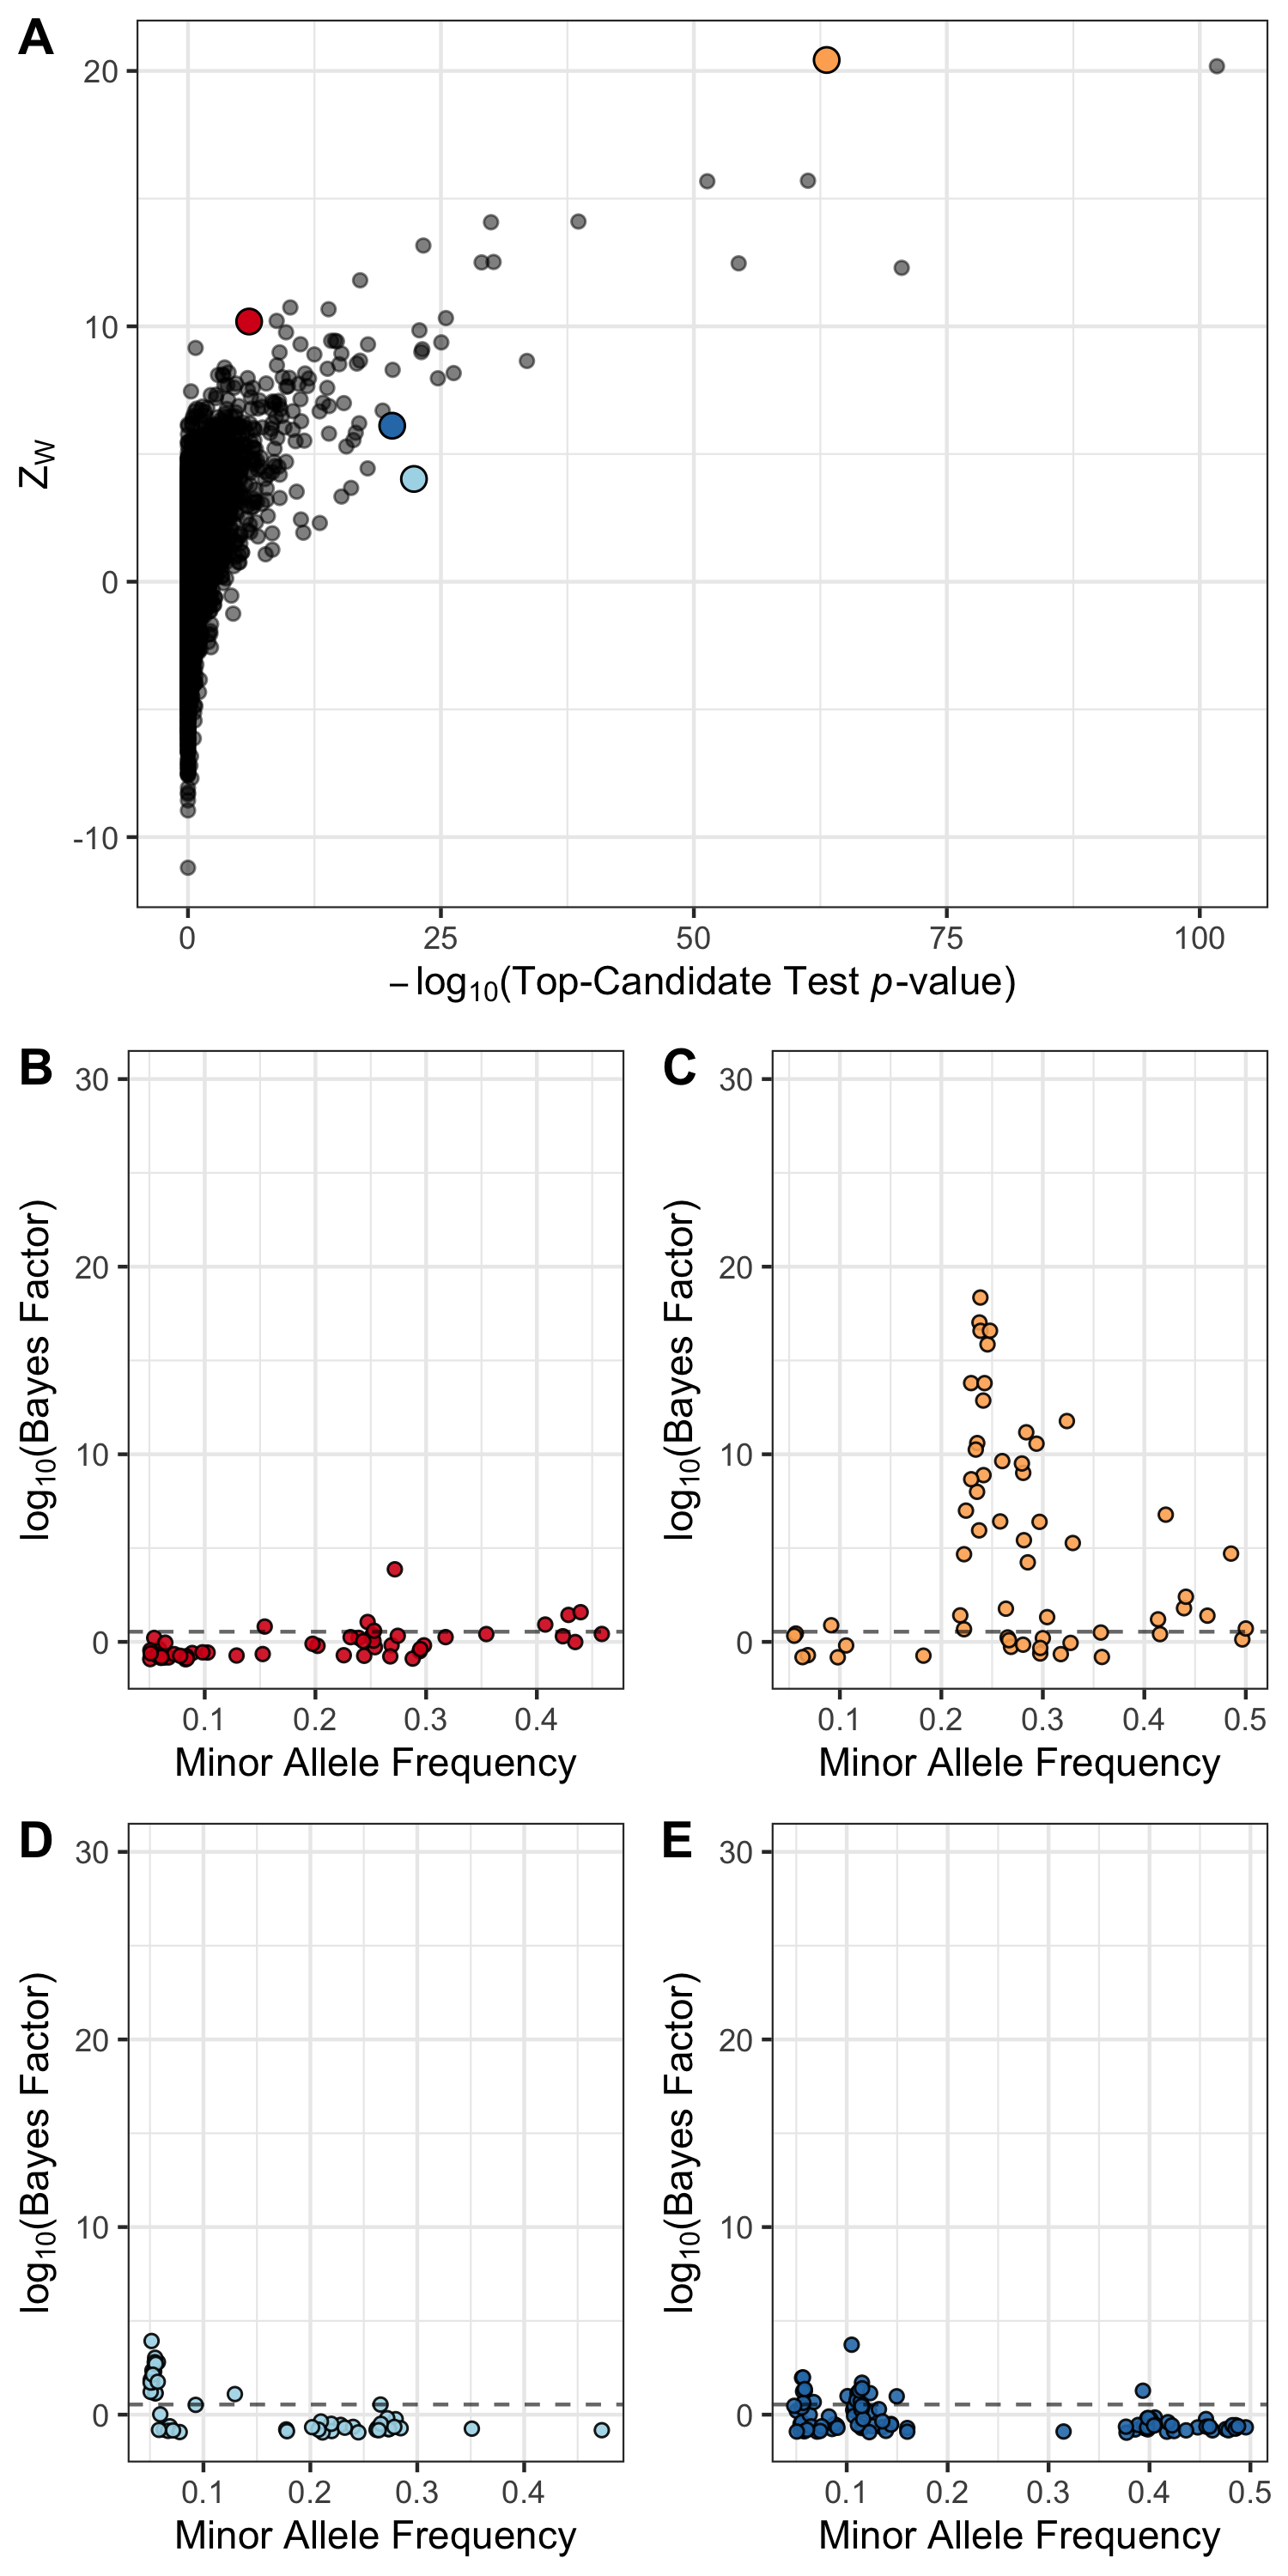 A
20
10
0
-10
Z_W
0 25 50 75 100
− log₁₀(Top-Candidate Test p-value)
B
30
20
10
0
log₁₀(Bayes Factor)
0.1 0.2 0.3 0.4
Minor Allele Frequency
C
30
20
10
0
log₁₀(Bayes Factor)
0.1 0.2 0.3 0.4 0.5
Minor Allele Frequency
D
30
20
10
0
log₁₀(Bayes Factor)
0.1 0.2 0.3 0.4
Minor Allele Frequency
E
30
20
10
0
log₁₀(Bayes Factor)
0.1 0.2 0.3 0.4 0.5
Minor Allele Frequency